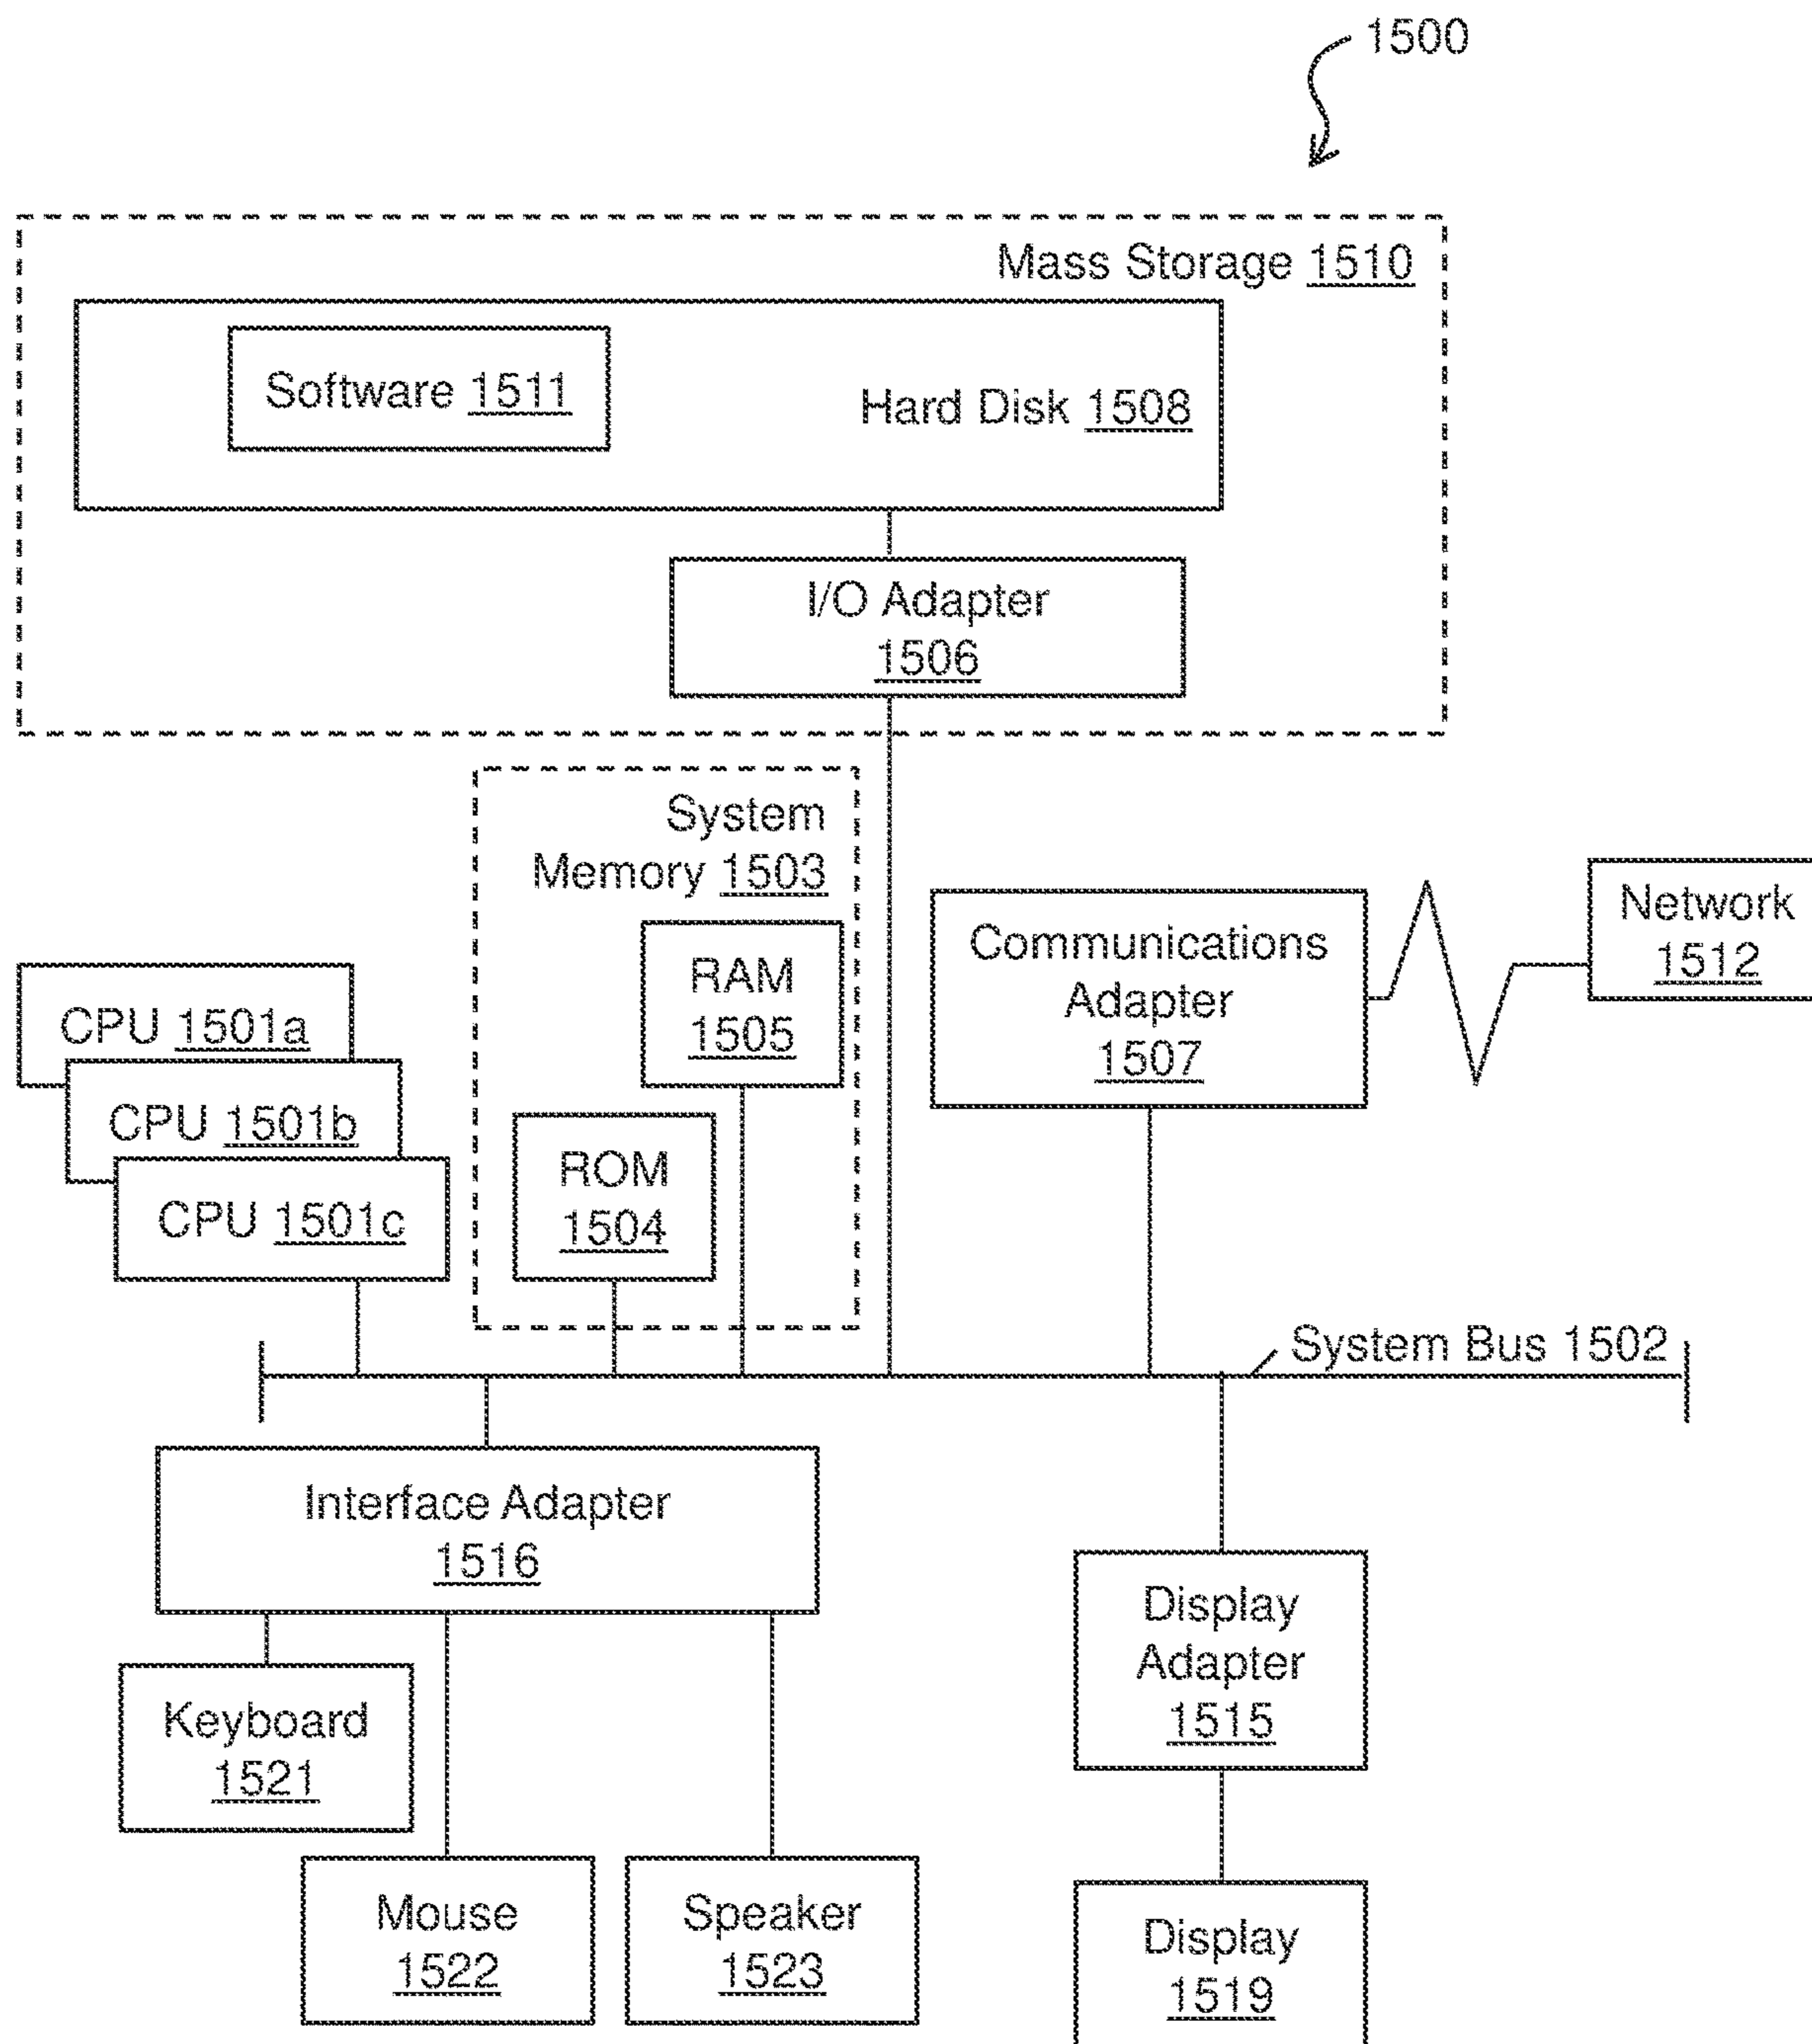 1500
Mass Storage 1510
Software 1511
Hard Disk 1508
I/O Adapter
1506
System
Memory 1503
RAM
1505
ROM
1504
Communications
Adapter
1507
Network
1512
CPU 1501a
CPU 1501b
CPU 1501c
System Bus 1502
Interface Adapter
1516
Keyboard
1521
Mouse
1522
Speaker
1523
Display
Adapter
1515
Display
1519